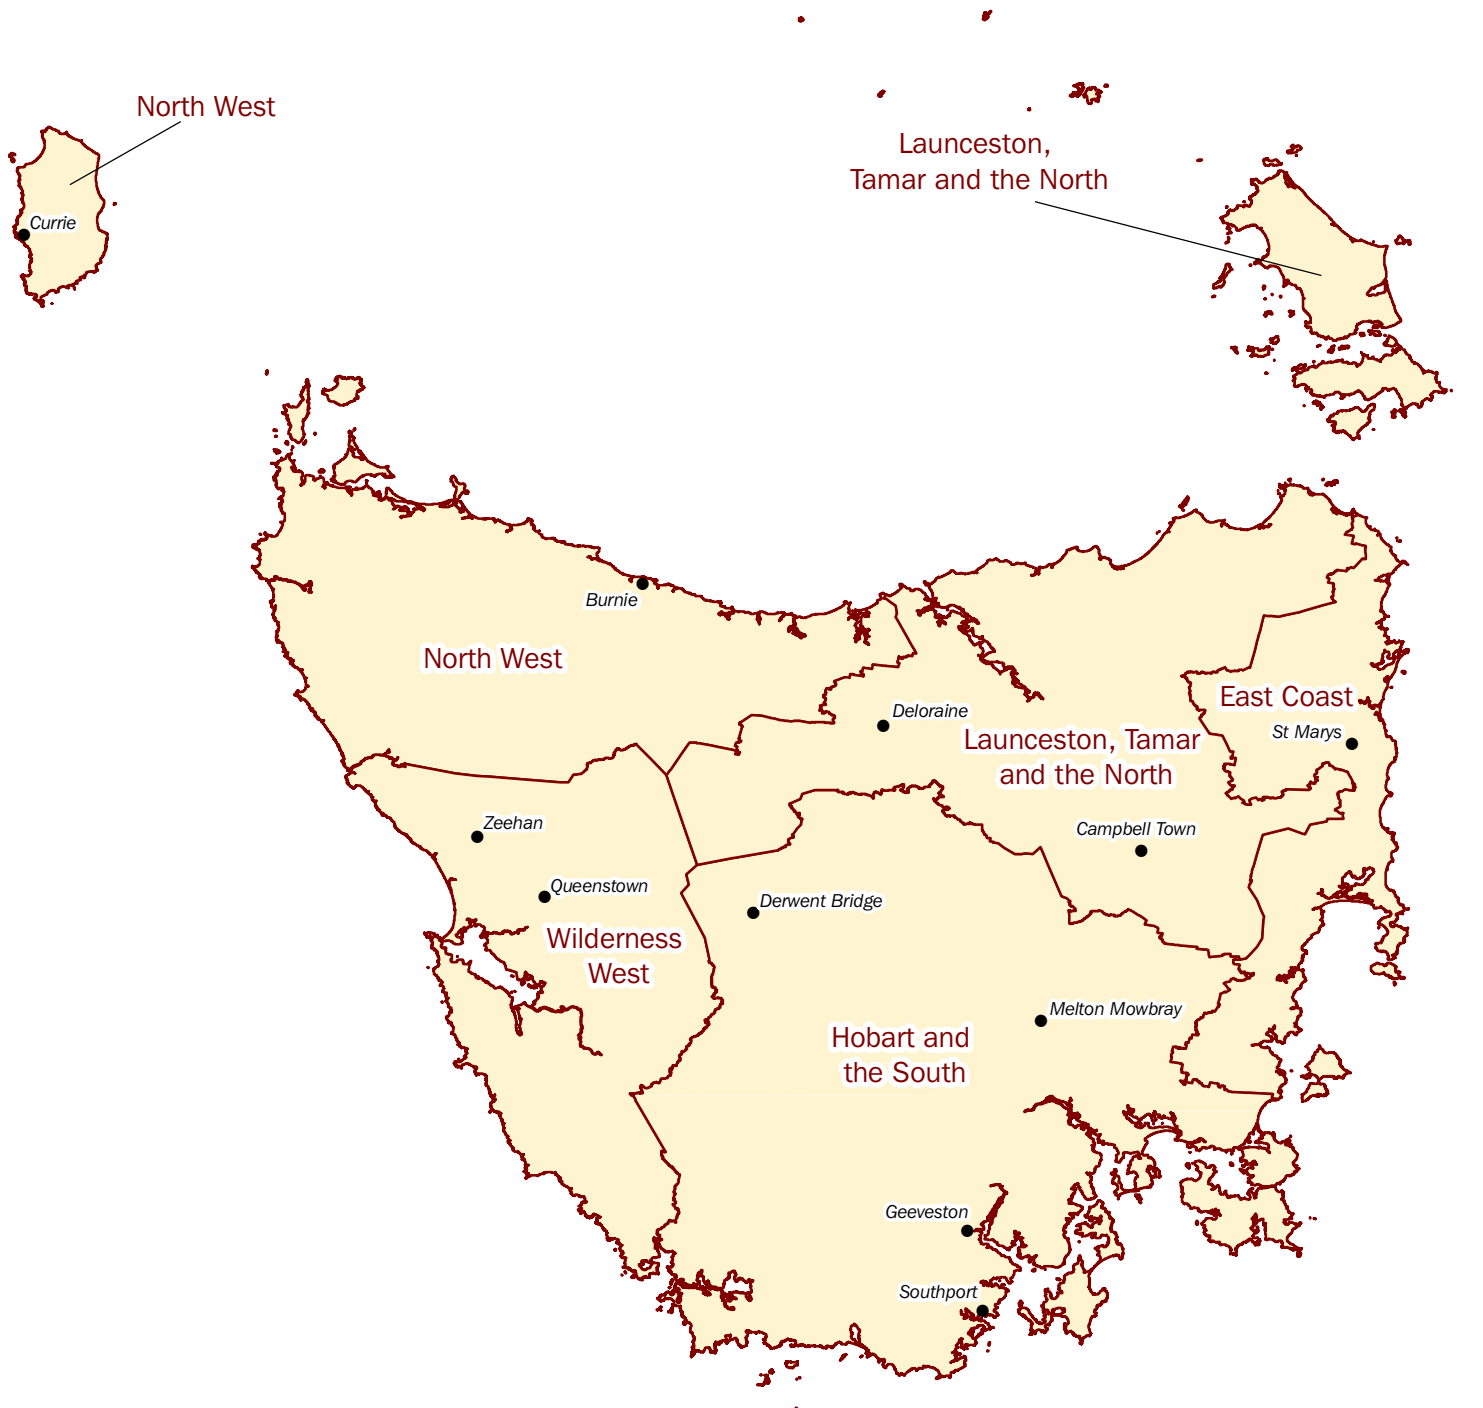 North West
Launceston,
Tamar and the North
Currie
Burnie
North West
East Coast
Deloraine
St Marys
Launceston, Tamar
and the North
Zeehan
Campbell Town
Queenstown
Derwent Bridge
Wilderness
West
Melton Mowbray
Hobart and
the South
Geeveston
Southport